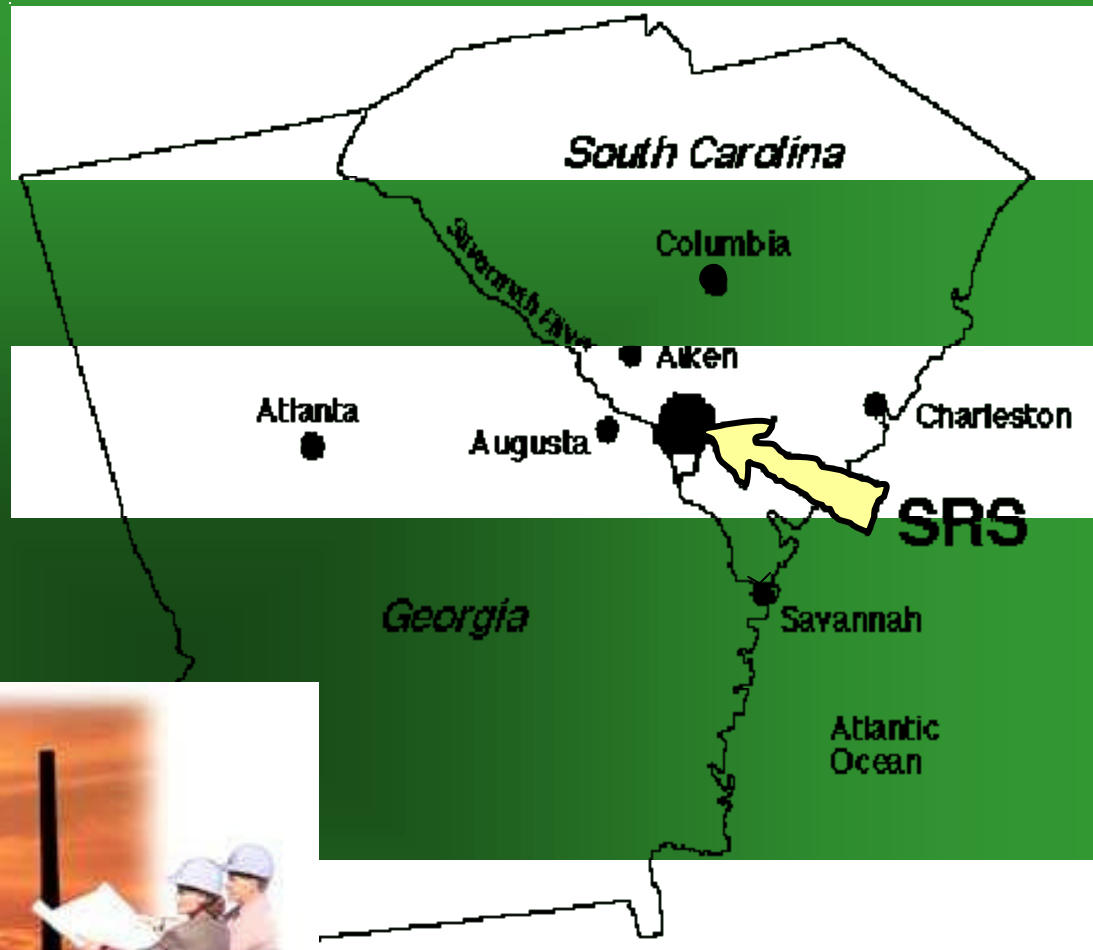 South Carolina
Columbia
Savannah River
Aiken
Atlanta
Augusta
Charleston
SRS
Georgia
Savannah
Atlantic
Ocean